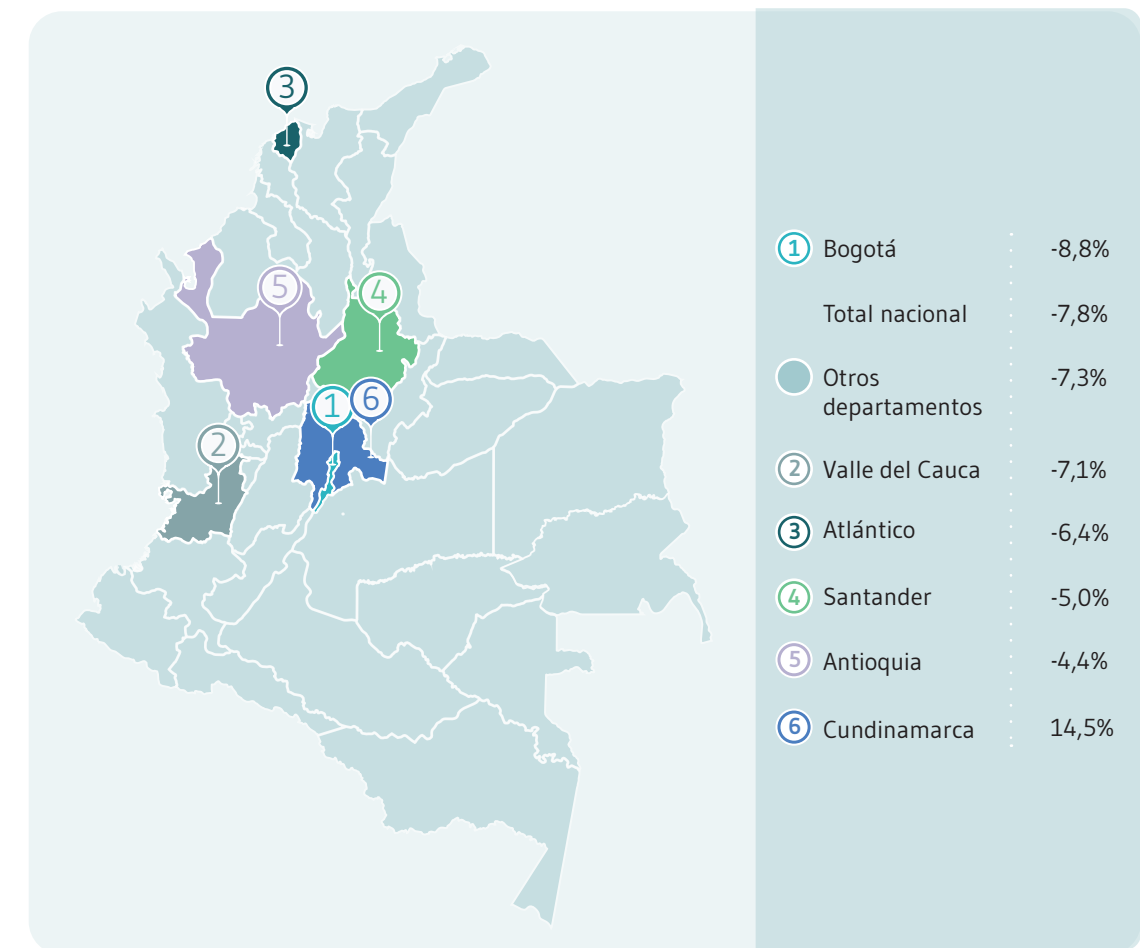 3
5
4
1
6
2
1 Bogotá -8,8%
Total nacional -7,8%
Otros -7,3%
departamentos
2 Valle del Cauca -7,1%
3 Atlántico -6,4%
4 Santander -5,0%
5 Antioquia -4,4%
6 Cundinamarca 14,5%